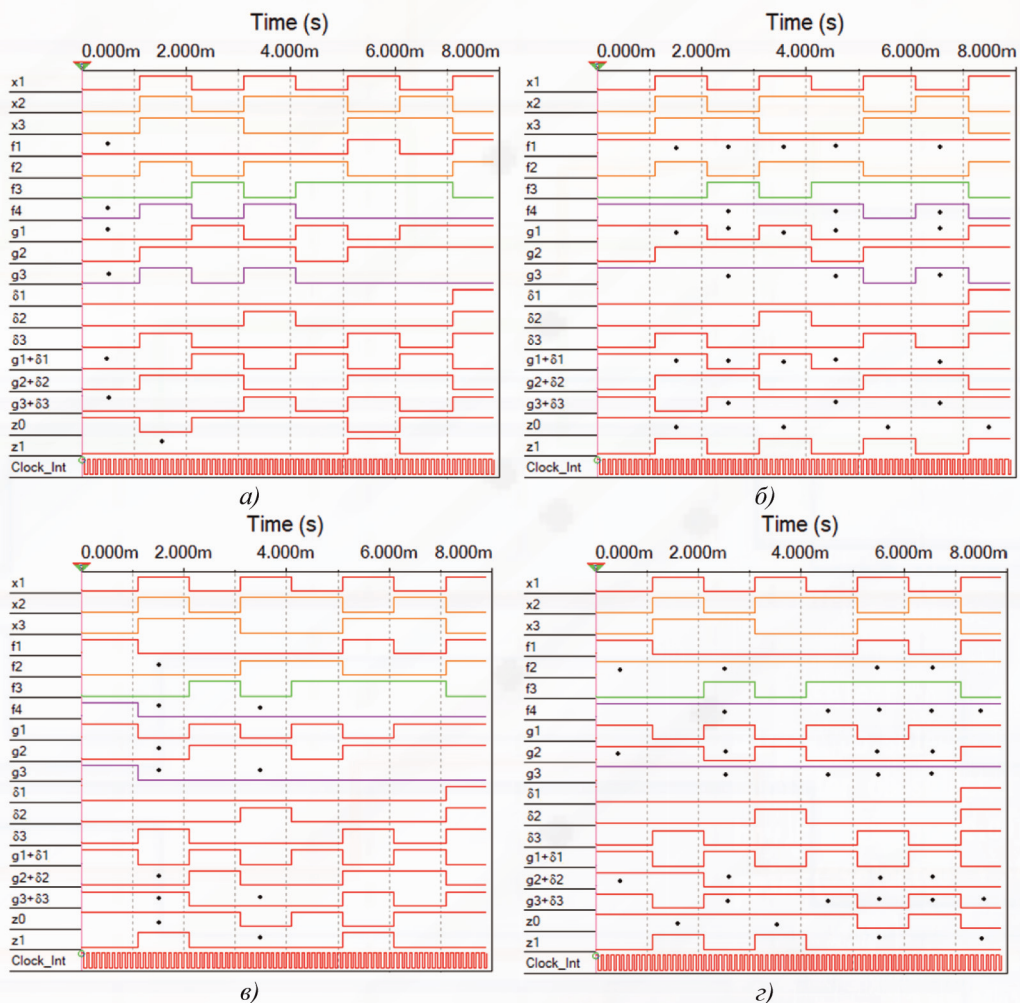 Time (s)
0.000m 2.000m 4.000m 6.000m 8.000m
x1
x2
x3
f1
f2
f3
f4
g1
g2
g3
δ1
δ2
δ3
g1+δ1
g2+δ2
g3+δ3
z0
z1
Clock_Int
а)
Time (s)
0.000m 2.000m 4.000m 6.000m 8.000m
x1
x2
x3
f1
f2
f3
f4
g1
g2
g3
δ1
δ2
δ3
g1+δ1
g2+δ2
g3+δ3
z0
z1
Clock_Int
б)
Time (s)
0.000m 2.000m 4.000m 6.000m 8.000m
x1
x2
x3
f1
f2
f3
f4
g1
g2
g3
δ1
δ2
δ3
g1+δ1
g2+δ2
g3+δ3
z0
z1
Clock_Int
в)
Time (s)
0.000m 2.000m 4.000m 6.000m 8.000m
x1
x2
x3
f1
f2
f3
f4
g1
g2
g3
δ1
δ2
δ3
g1+δ1
g2+δ2
g3+δ3
z0
z1
Clock_Int
г)